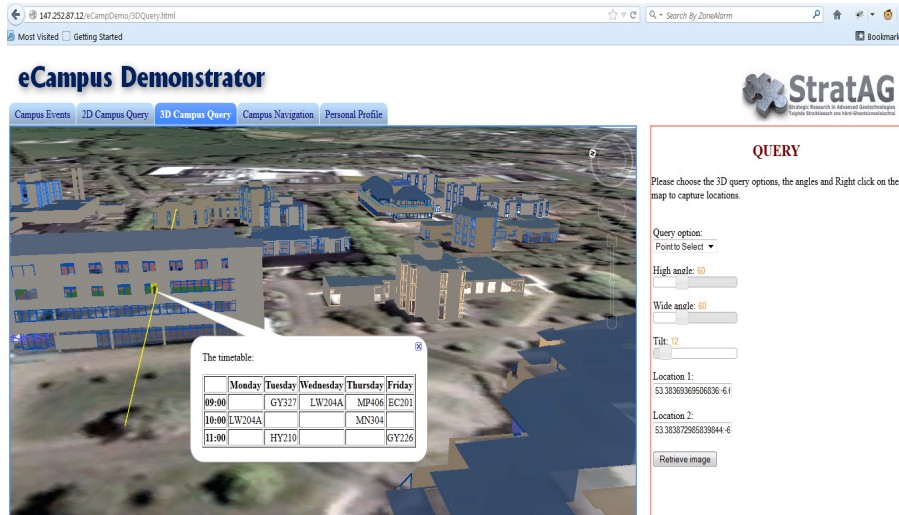 147.252.87.12/eCampDemo/3DQuery.html
Search By ZoneAlarm
Most Visited Getting Started
Bookmark
eCampus Demonstrator
StratAG
Strategic Research in Advanced Geotechnologies
Campus Events 2D Campus Query 3D Campus Query Campus Navigation Personal Profile
QUERY
Please choose the 3D query options, the angles and Right click on the
map to capture locations.
Query option:
Point to Select
High angle: 60
Wide angle: 60
Tilt: 12
Location 1:
53.38369369506836:-6.(
Location 2:
53.383872985839844:-6
Retrieve image
The timetable:
Monday Tuesday Wednesday Thursday Friday
09:00 GY327 LW204A MP406 EC201
10:00 LW204A MN304
11:00 HY210 GY226